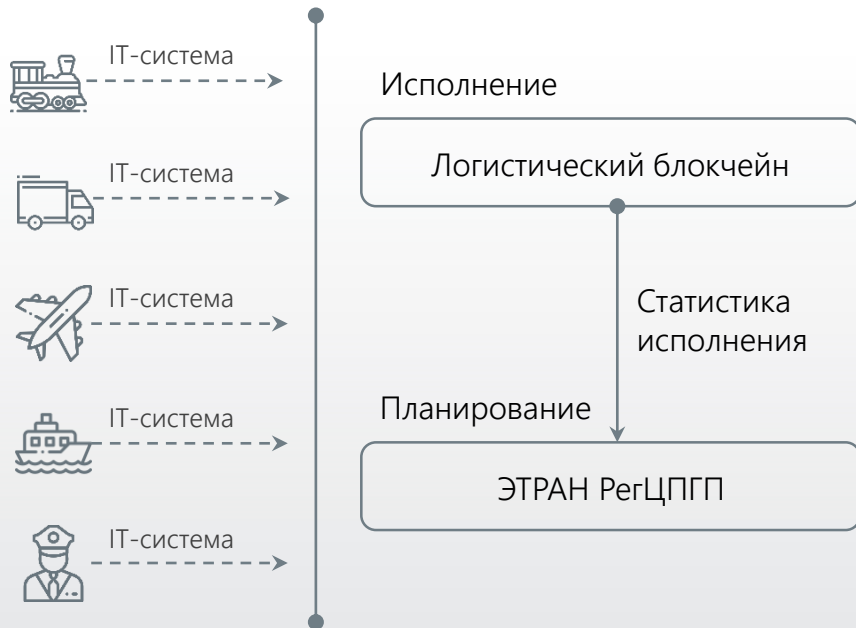 IT-система
IT-система
IT-система
IT-система
IT-система
Исполнение
Логистический блокчейн
Статистика
исполнения
Планирование
ЭТРАН РегЦПГП